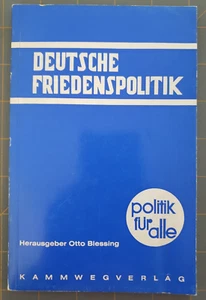 DEUTSCHE
FRIEDENSPOLITIK
politik
für
alle
Herausgeber Otto Blessing
KAMMWEGVERLAG